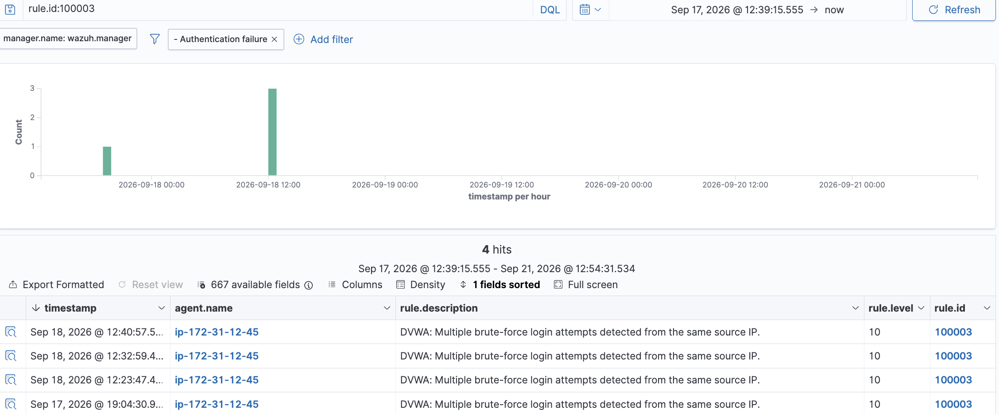 rule.id:100003 DQL Sep 17, 2026 @ 12:39:15.555 → now Refresh
manager.name: wazuh.manager - Authentication failure × Add filter
3
2
1
0
Count
2026-09-18 00:00 2026-09-18 12:00 2026-09-19 00:00 2026-09-19 12:00 2026-09-20 00:00 2026-09-20 12:00 2026-09-21 00:00
timestamp per hour
4 hits
Sep 17, 2026 @ 12:39:15.555 - Sep 21, 2026 @ 12:54:31.534
Export Formatted Reset view 667 available fields Columns Density 1 fields sorted Full screen
timestamp agent.name rule.description rule.level rule.id
Sep 18, 2026 @ 12:40:57.5... ip-172-31-12-45 DVWA: Multiple brute-force login attempts detected from the same source IP. 10 100003
Sep 18, 2026 @ 12:32:59.4... ip-172-31-12-45 DVWA: Multiple brute-force login attempts detected from the same source IP. 10 100003
Sep 18, 2026 @ 12:23:47.4... ip-172-31-12-45 DVWA: Multiple brute-force login attempts detected from the same source IP. 10 100003
Sep 17, 2026 @ 19:04:30.9... ip-172-31-12-45 DVWA: Multiple brute-force login attempts detected from the same source IP. 10 100003